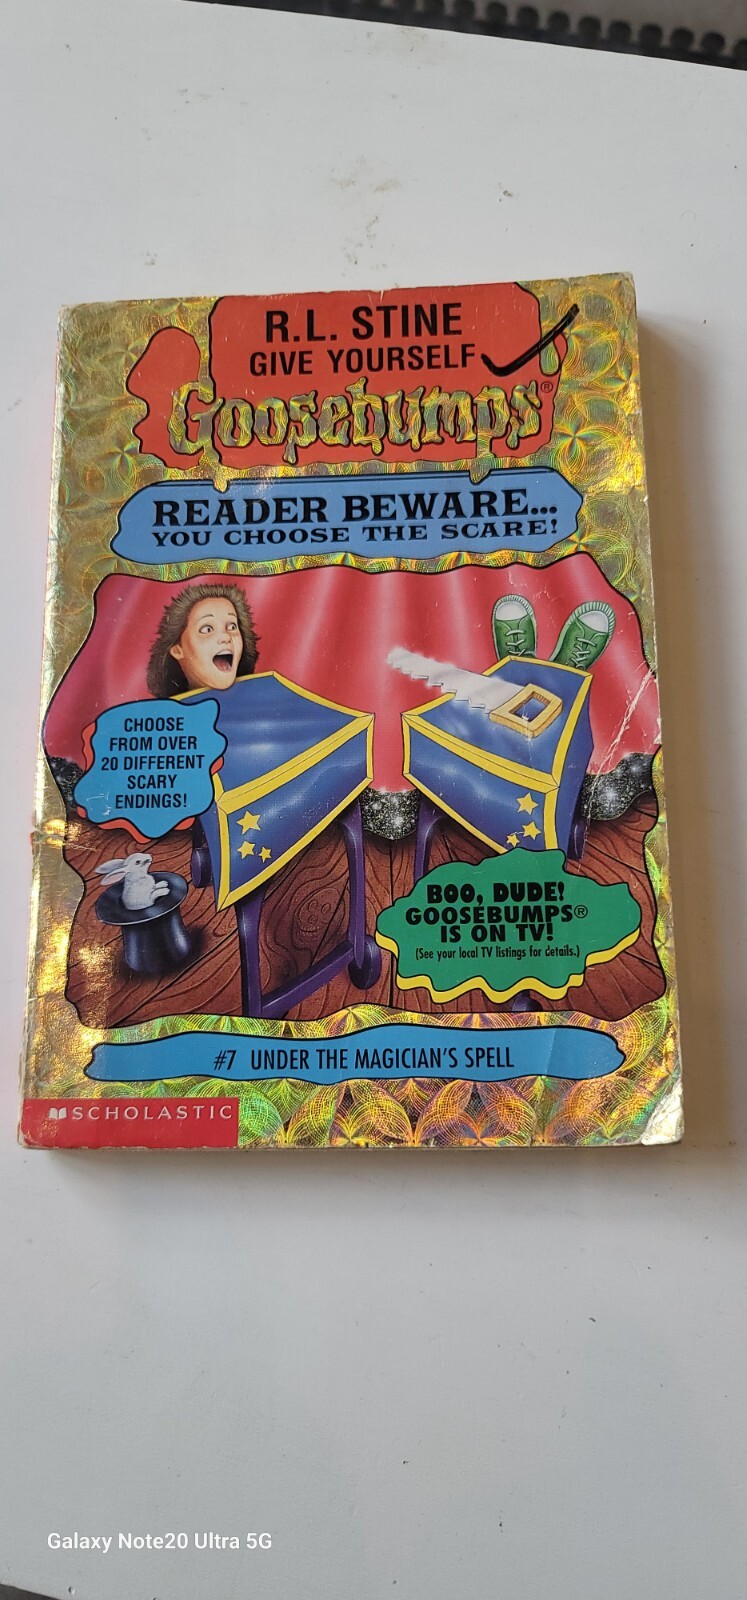 R.L. STINE
GIVE YOURSELF
Goosebumps®
READER BEWARE...
YOU CHOOSE THE SCARE!
CHOOSE
FROM OVER
20 DIFFERENT
SCARY
ENDINGS!
BOO, DUDE!
GOOSEBUMPS®
IS ON TV!
(See your local TV listings for details.)
#7 UNDER THE MAGICIAN'S SPELL
SCHOLASTIC
Galaxy Note20 Ultra 5G